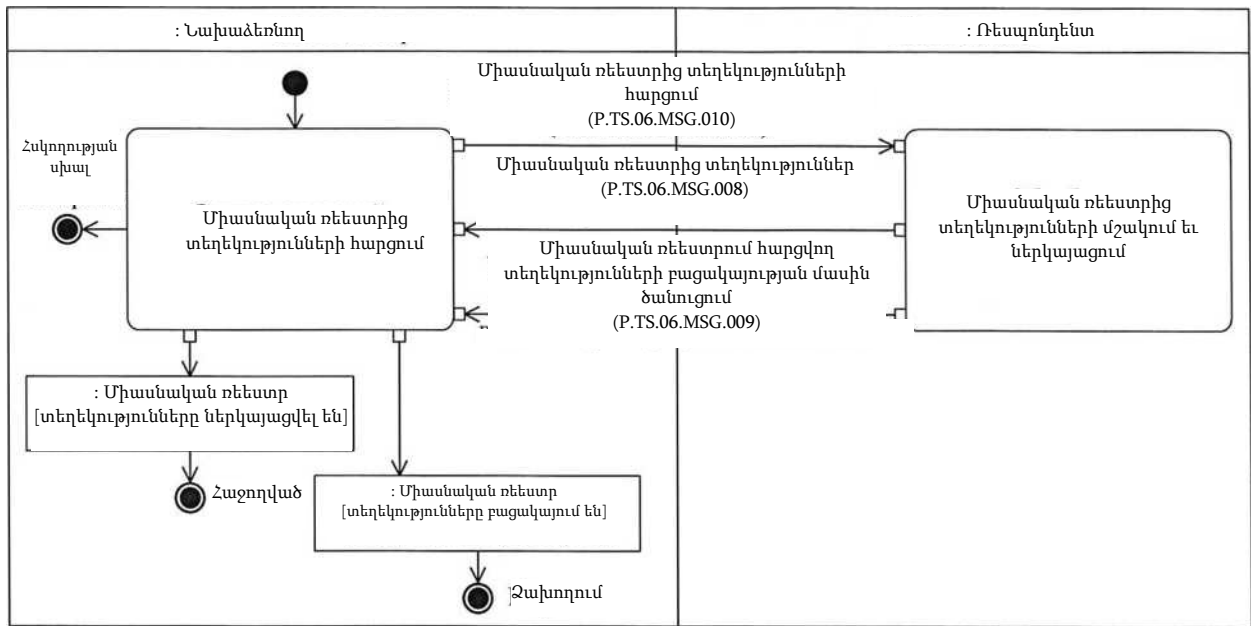 : Նախաձեռնող
: Ռեսպոնդենտ
Միասնական ռեեստրից տեղեկությունների
հարցում
(P.TS.06.MSG.010)
Հսկողության
սխալ
Միասնական ռեեստրից տեղեկություններ
(P.TS.06.MSG.008)
Միասնական ռեեստրից
տեղեկությունների հարցում
Միասնական ռեեստրից
տեղեկությունների մշակում եւ
ներկայացում
Միասնական ռեեստրում հարցվող
տեղեկությունների բացակայության մասին
ծանուցում
(P.TS.06.MSG.009)
: Միասնական ռեեստր
[տեղեկությունները ներկայացվել են]
Հաջողված
: Միասնական ռեեստր
[տեղեկությունները բացակայում են]
Ձախողում